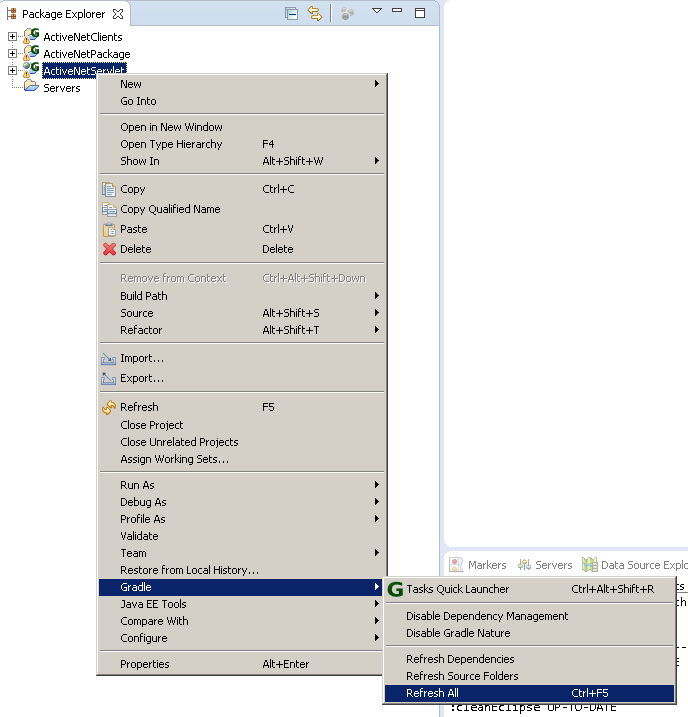 Package Explorer
ActiveNetClients
ActiveNetPackage
ActiveNetServlet
Servers
New
Go Into
Open in New Window
Open Type Hierarchy F4
Show In Alt+Shift+W
Copy Ctrl+C
Copy Qualified Name
Paste Ctrl+V
Delete Delete
Remove from Context Ctrl+Alt+Shift+Down
Build Path
Source Alt+Shift+S
Refactor Alt+Shift+T
Import...
Export...
Refresh F5
Close Project
Close Unrelated Projects
Assign Working Sets...
Run As
Debug As
Profile As
Validate
Team
Restore from Local History...
Gradle
Java EE Tools
Compare With
Configure
Properties Alt+Enter
Markers Servers Data Source Explo
G Tasks Quick Launcher Ctrl+Alt+Shift+R
Disable Dependency Management
Disable Gradle Nature
Refresh Dependencies
Refresh Source Folders
Refresh All Ctrl+F5
:cleanEclipse UP-TO-DATE